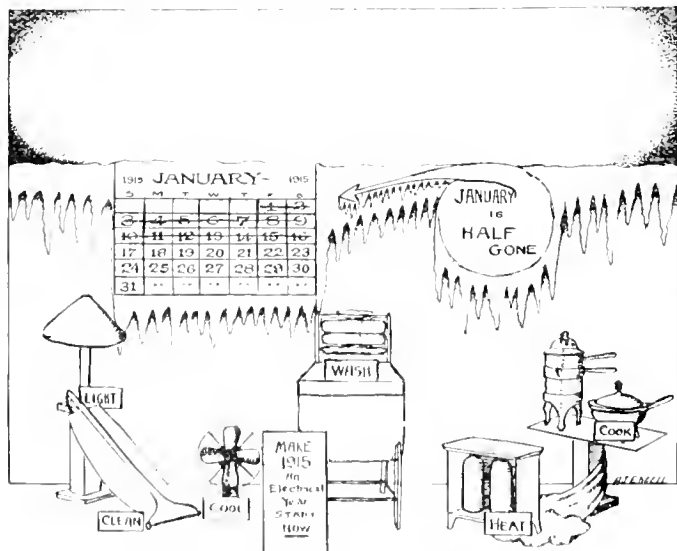 1915 JANUARY- 1915
S M T W T F S
1 2
3 4 5 6 7 8 9
10 11 12 13 14 15 16
17 18 19 20 21 22 23
24 25 26 27 28 29 30
31
JANUARY
IS
HALF
GONE
LIGHT
CLEAN
COOL
WASH
MAKE
1915
An
Electrical
Year
START
NOW
HEAT
COOK